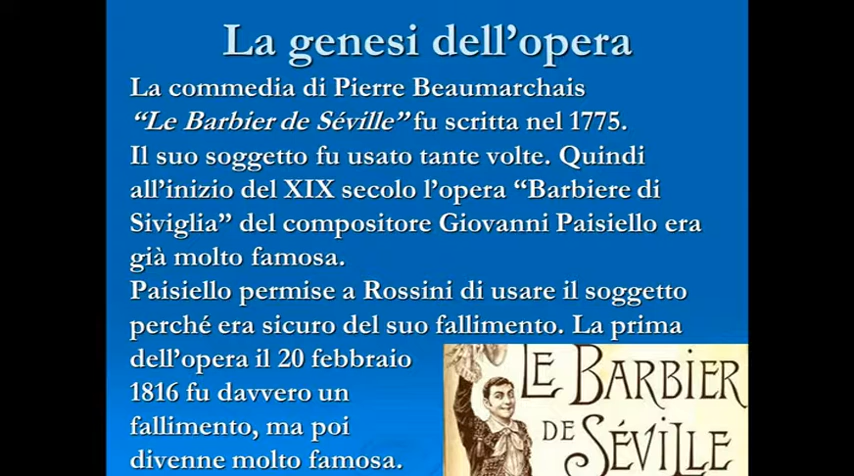 La genesi dell’opera
La commedia di Pierre Beaumarchais
“Le Barbier de Séville” fu scritta nel 1775.
Il suo soggetto fu usato tante volte. Quindi
all’inizio del XIX secolo l’opera “Barbiere di
Siviglia” del compositore Giovanni Paisiello era
già molto famosa.
Paisiello permise a Rossini di usare il soggetto
perché era sicuro del suo fallimento. La prima
dell’opera il 20 febbraio
1816 fu davvero un
fallimento, ma poi
divenne molto famosa.
LE BARBIER
DE SÉVILLE